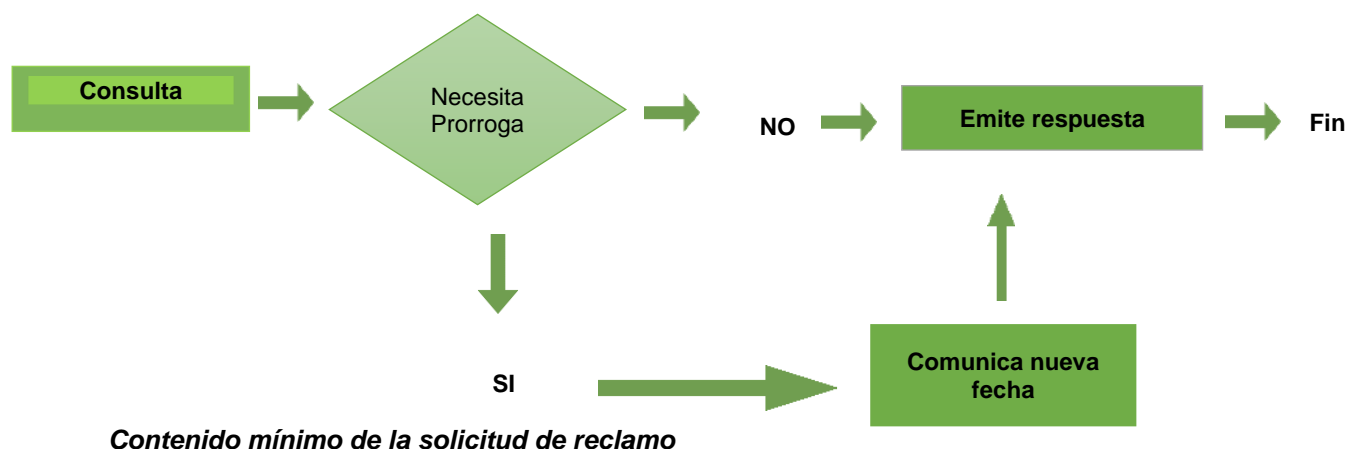 Consulta
Necesita
Prorroga
NO
Emite respuesta
Fin
SI
Comunica nueva
fecha
Contenido mínimo de la solicitud de reclamo